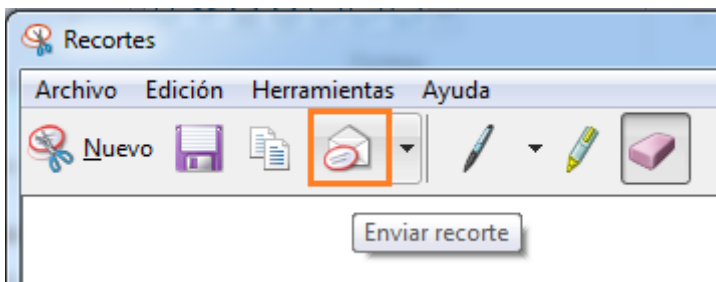 Recortes
Archivo Edición Herramientas Ayuda
Nuevo
Enviar recorte